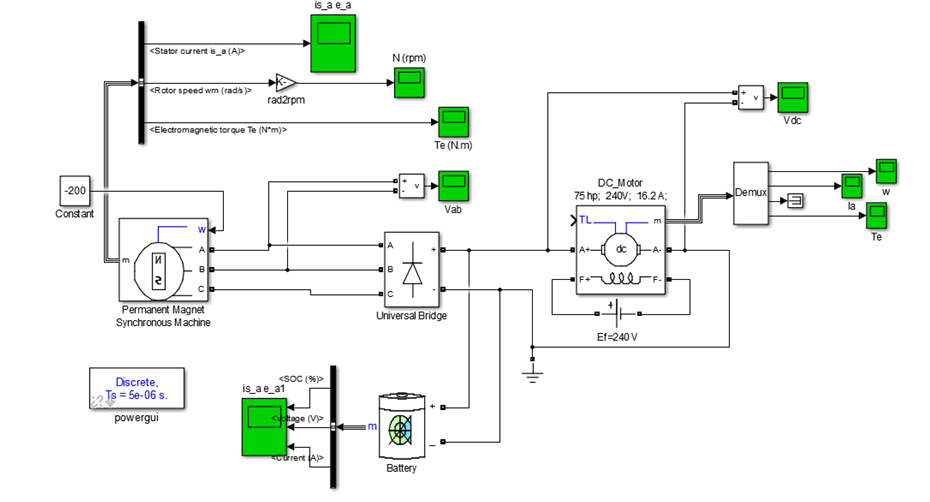 is_a e_a
<Stator current is_a (A)>
N (rpm)
K-
<Rotor speed wm (rad/s)>
rad2rpm
<Electromagnetic torque Te (N*m)>
Te (N.m)
+
-
v
Vdc
-200
Constant
+
-
v
Vab
DC_Motor
75 hp; 240V; 16.2 A;
Demux
w
Ia
Te
TL
m
A+
dc
A-
F+
F-
+
Ef=240 V
w
m
N
S
A
B
C
Permanent Magnet
Synchronous Machine
A
B
C
+
-
Universal Bridge
Discrete,
Ts = 5e-06 s.
powergui
is_a e_a1
<SOC (%)>
<Voltage (V)>
<Current (A)>
m
+
_
Battery